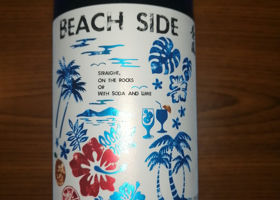 BEACH SIDE
STRAIGHT,
ON THE ROCKS
OR
WITH SODA AND LIME